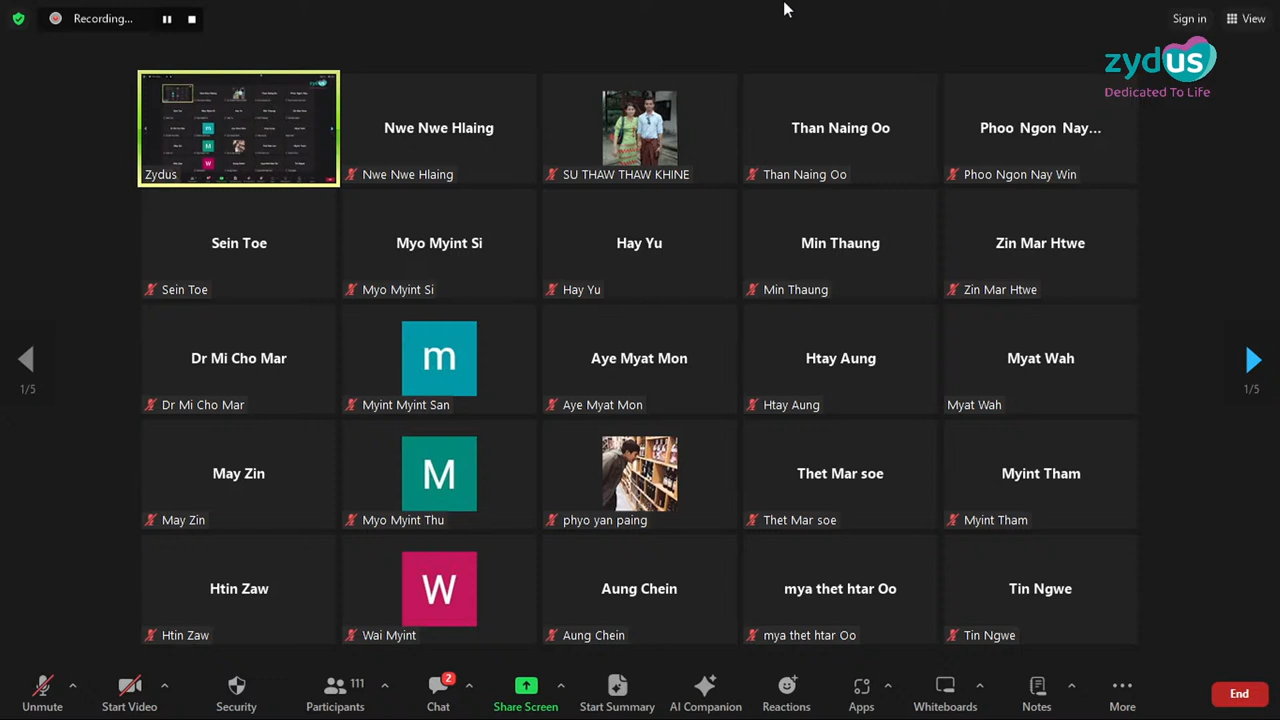 Recording...
Sign in
View
zydus
Dedicated To Life
Zydus
Nwe Nwe Hlaing
Nwe Nwe Hlaing
SU THAW THAW KHINE
Than Naing Oo
Than Naing Oo
Phoo Ngon Nay...
Phoo Ngon Nay Win
Sein Toe
Sein Toe
Myo Myint Si
Myo Myint Si
Hay Yu
Hay Yu
Min Thaung
Min Thaung
Zin Mar Htwe
Zin Mar Htwe
1/5
Dr Mi Cho Mar
Dr Mi Cho Mar
m
Myint Myint San
Aye Myat Mon
Aye Myat Mon
Htay Aung
Htay Aung
Myat Wah
Myat Wah
1/5
May Zin
May Zin
M
Myo Myint Thu
phyo yan paing
Thet Mar soe
Thet Mar soe
Myint Tham
Myint Tham
Htin Zaw
Htin Zaw
W
Wai Myint
Aung Chein
Aung Chein
mya thet htar Oo
mya thet htar Oo
Tin Ngwe
Tin Ngwe
Unmute
Start Video
Security
111
Participants
2
Chat
Share Screen
Start Summary
AI Companion
Reactions
Apps
Whiteboards
Notes
More
End